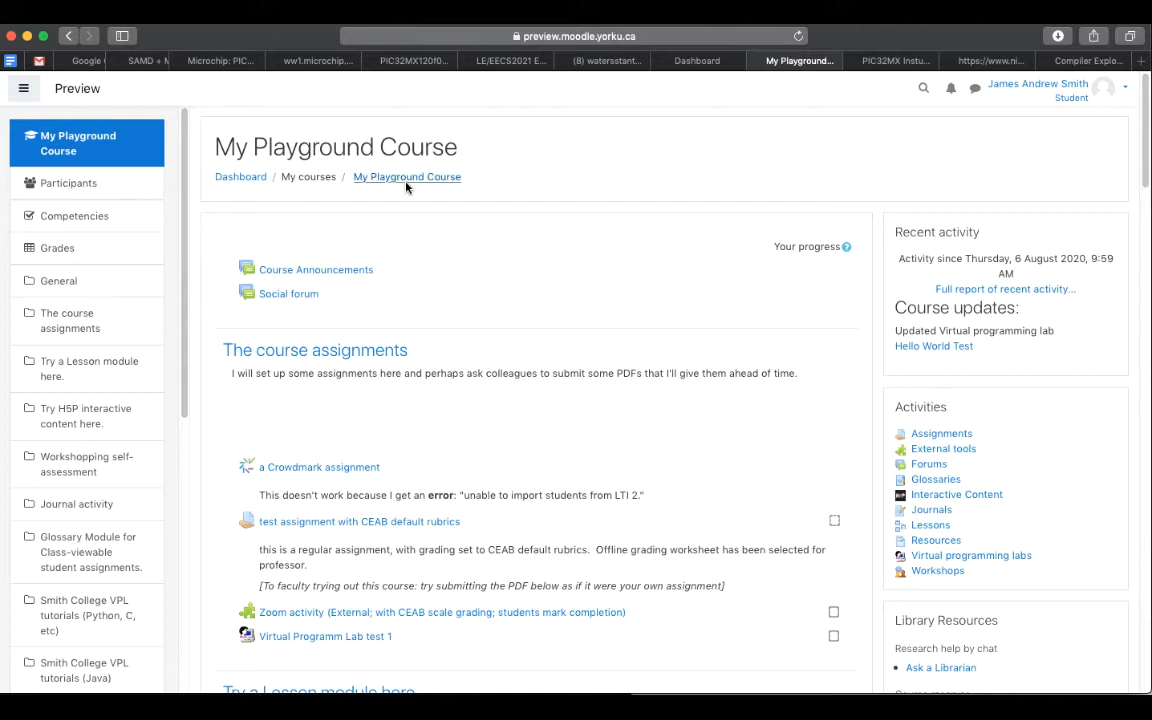 preview.moodle.yorku.ca
Google (
SAMD + M
Microchip: PIC...
ww1.microchip,...
PIC32MX120f0...
LE/EECS2021 E...
(8) watersstant...
Dashboard
My Playground...
PIC32MX Instu...
https://www.ni...
Compiler Explo...
Preview
James Andrew Smith
Student
My Playground
Course
Participants
Competencies
Grades
General
The course
assignments
Try a Lesson module
here.
Try H5P interactive
content here.
Workshopping self-
assessment
Journal activity
Glossary Module for
Class-viewable
student assignments.
Smith College VPL
tutorials (Python, C,
etc)
Smith College VPL
tutorials (Java)
My Playground Course
Dashboard / My courses / My Playground Course
Your progress
Course Announcements
Social forum
The course assignments
I will set up some assignments here and perhaps ask colleagues to submit some PDFs that I'll give them ahead of time.
a Crowdmark assignment
This doesn't work because I get an error: "unable to import students from LTI 2."
test assignment with CEAB default rubrics
this is a regular assignment, with grading set to CEAB default rubrics. Offline grading worksheet has been selected for
professor.
[To faculty trying out this course: try submitting the PDF below as if it were your own assignment]
Zoom activity (External; with CEAB scale grading; students mark completion)
Virtual Programm Lab test 1
Try a Lesson module here
Recent activity
Activity since Thursday, 6 August 2020, 9:59
AM
Full report of recent activity...
Course updates:
Updated Virtual programming lab
Hello World Test
Activities
Assignments
External tools
Forums
Glossaries
Interactive Content
Journals
Lessons
Resources
Virtual programming labs
Workshops
Library Resources
Research help by chat
Ask a Librarian